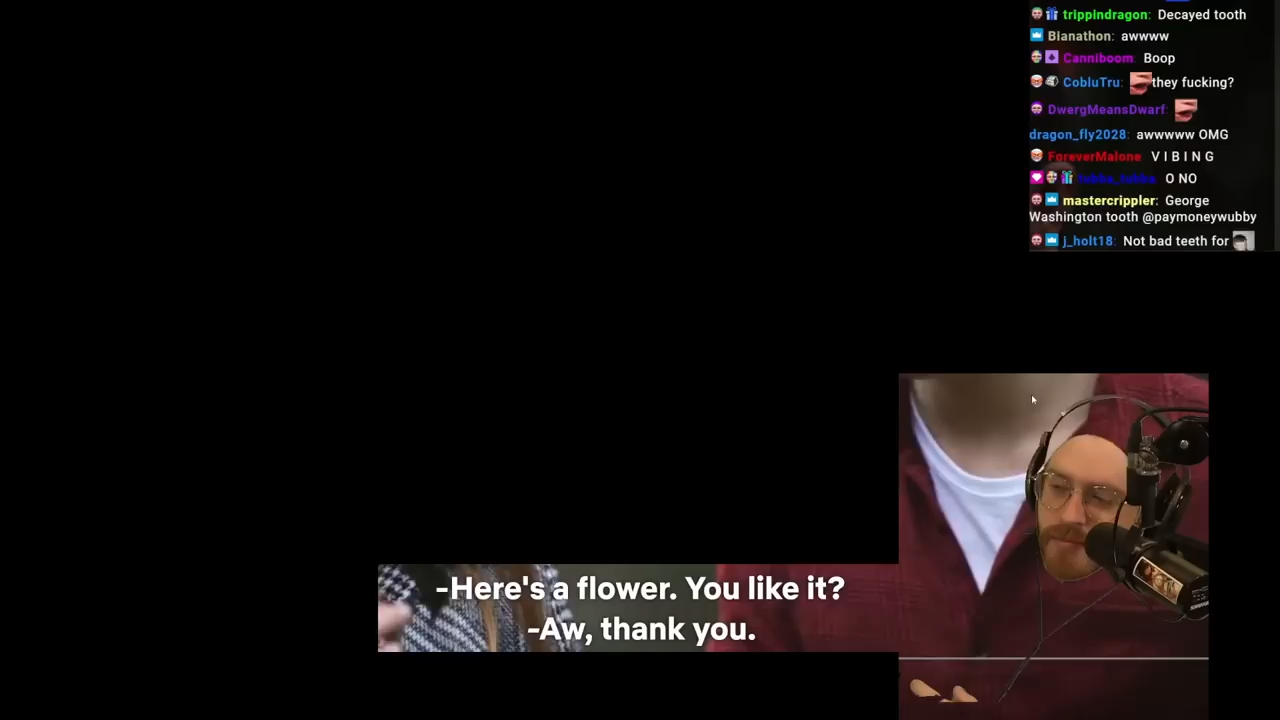 trippindragon: Decayed tooth
Bianathon: awwww
Canniboom: Boop
CobluTru: they fucking?
DwergMeansDwarf:
dragon_fly2028: awwwww OMG
ForeverMalone V I B I N G
O NO
mastercrippler: George
Washington tooth @paymoneywubby
j_holt18: Not bad teeth for
-Here's a flower. You like it?
-Aw, thank you.